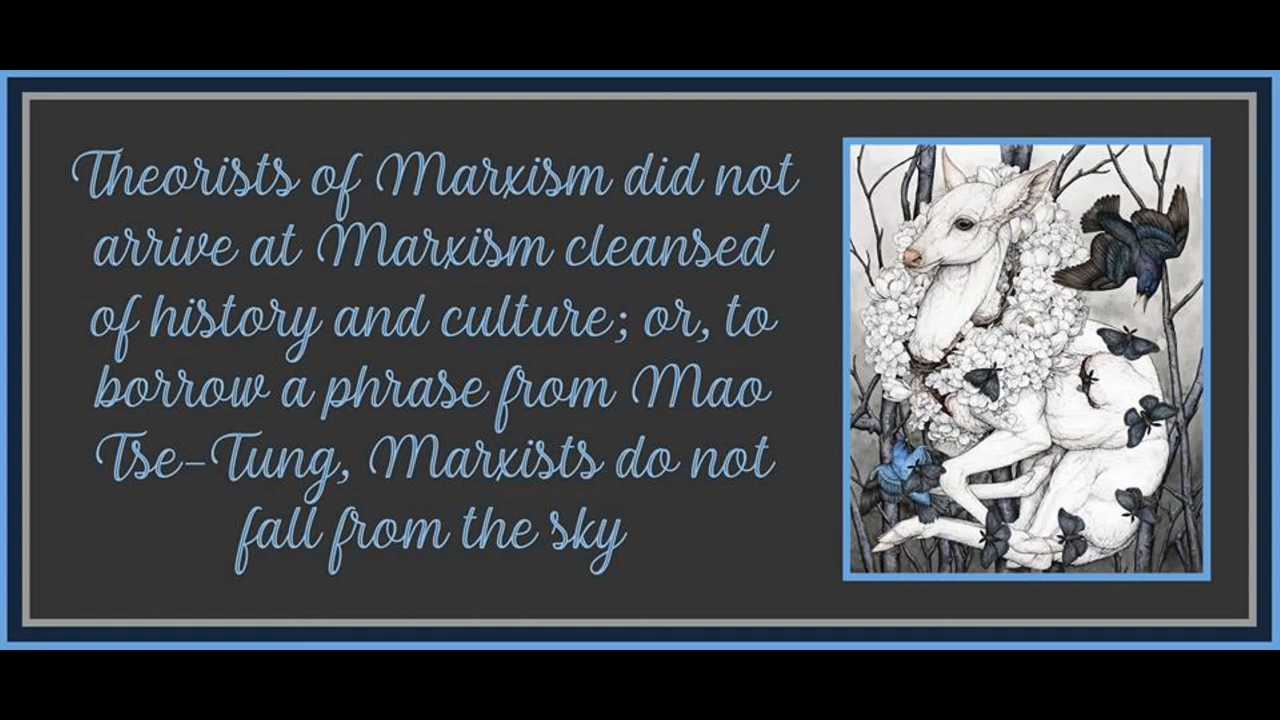 Theorists of Marxism did not
arrive at Marxism cleansed
of history and culture; or, to
borrow a phrase from Mao
Tse-Tung, Marxists do not
fall from the sky